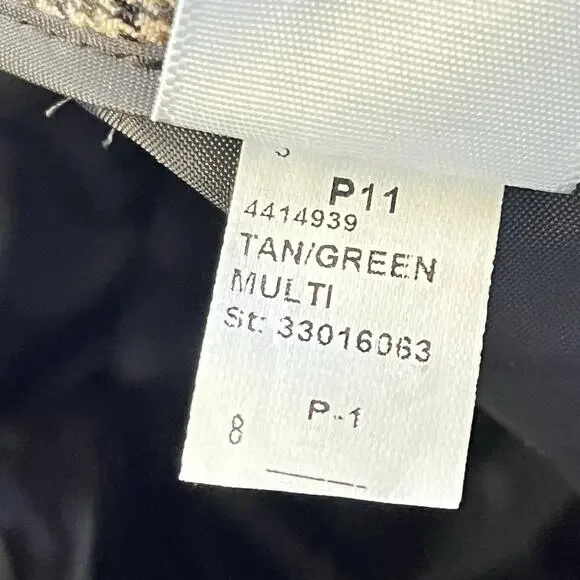 P11
4414939
TAN/GREEN
MULTI
St: 33016063
P-1
8